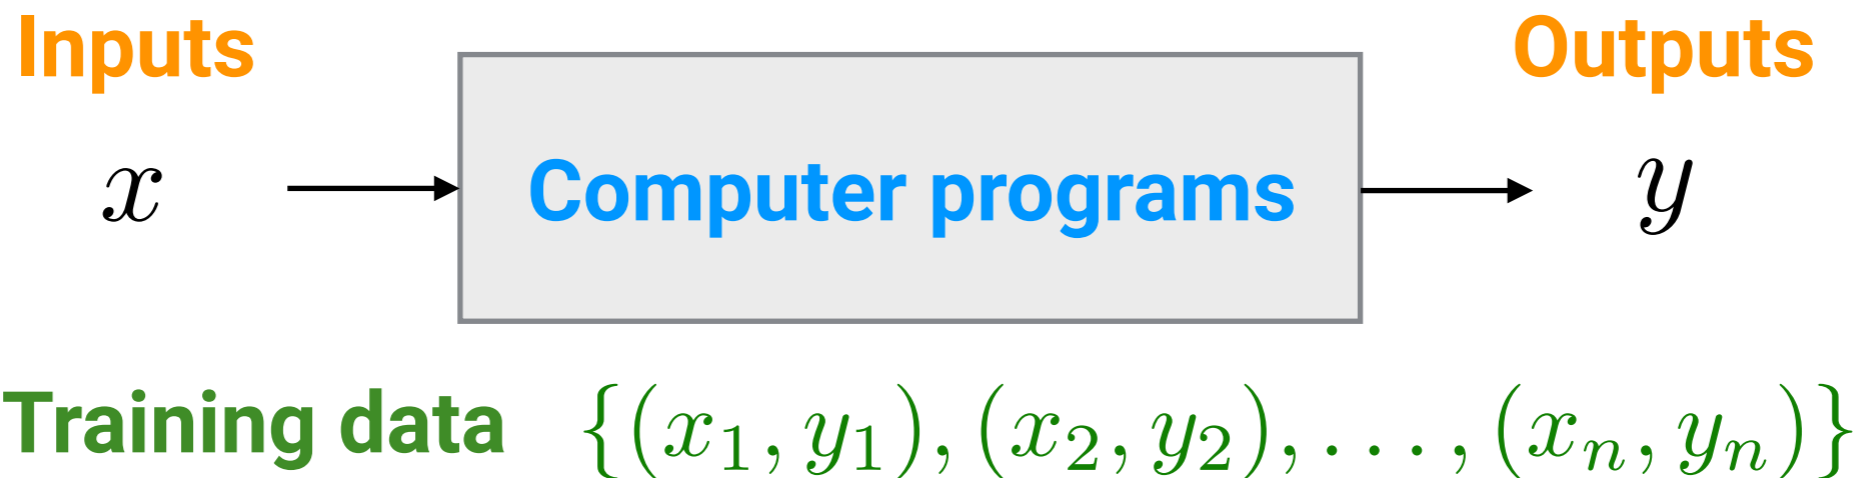 Inputs
Outputs
x
Computer programs
y
Training data {(x₁, y₁), (x₂, y₂), . . . , (xₙ, yₙ)}